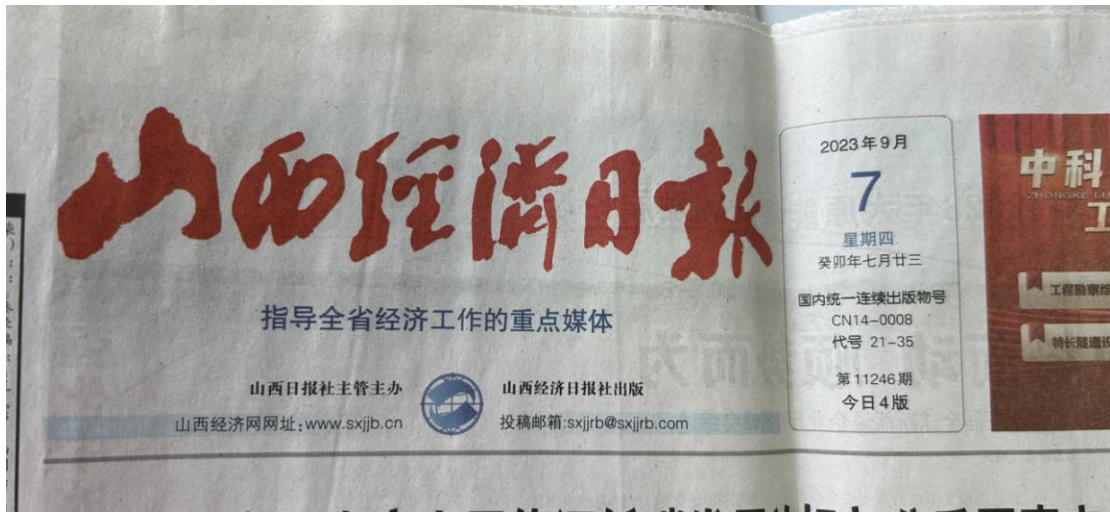 山西经济日报
指导全省经济工作的重点媒体
山西日报社主管主办
山西经济日报社出版
山西经济网网址:www.sxjjb.cn
投稿邮箱:sxjjrb@sxjjrb.com
2023年9月
7
星期四
癸卯年七月廿三
国内统一连续出版物号
CN14-0008
代号 21-35
第11246期
今日4版
中科
ZHONGKE LU
工
工程勘察综
特长隧道设